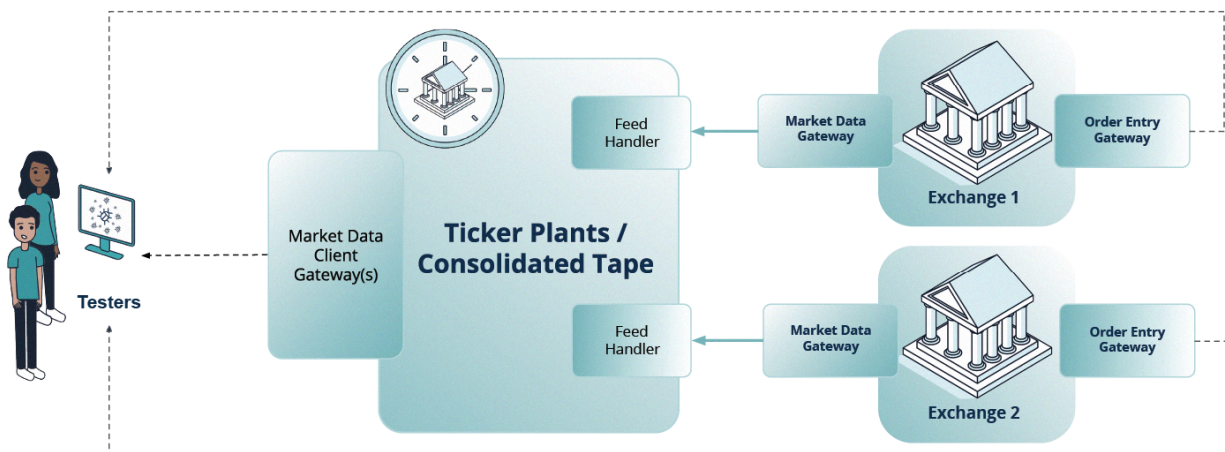 Feed
Handler
Market Data
Gateway
Order Entry
Gateway
Exchange 1
Market Data
Client
Gateway(s)
Ticker Plants /
Consolidated Tape
Testers
Feed
Handler
Market Data
Gateway
Order Entry
Gateway
Exchange 2